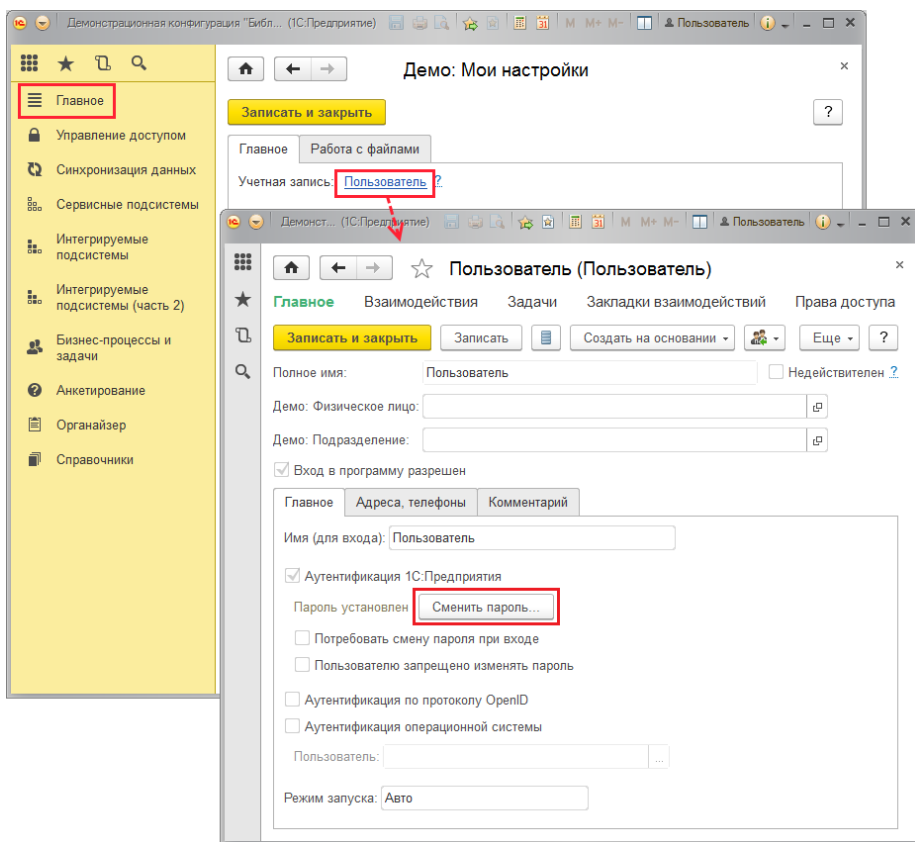 Демонстрационная конфигурация "Библ... (1С:Предприятие)
M M+ M-
Пользователь
Главное
Управление доступом
Синхронизация данных
Сервисные подсистемы
Интегрируемые
подсистемы
Интегрируемые
подсистемы (часть 2)
Бизнес-процессы и
задачи
Анкетирование
Органайзер
Справочники
Демо: Мои настройки
Записать и закрыть
?
Главное Работа с файлами
Учетная запись: Пользователь ?
Демонст... (1С:Предприятие)
M M+ M-
Пользователь
Пользователь (Пользователь)
Главное Взаимодействия Задачи Закладки взаимодействий Права доступа
Записать и закрыть Записать Создать на основании Еще ?
Полное имя: Пользователь Недействителен ?
Демо: Физическое лицо:
Демо: Подразделение:
Вход в программу разрешен
Главное Адреса, телефоны Комментарий
Имя (для входа): Пользователь
Аутентификация 1С:Предприятия
Пароль установлен Сменить пароль...
Потребовать смену пароля при входе
Пользователю запрещено изменять пароль
Аутентификация по протоколу OpenID
Аутентификация операционной системы
Пользователь: ...
Режим запуска: Авто